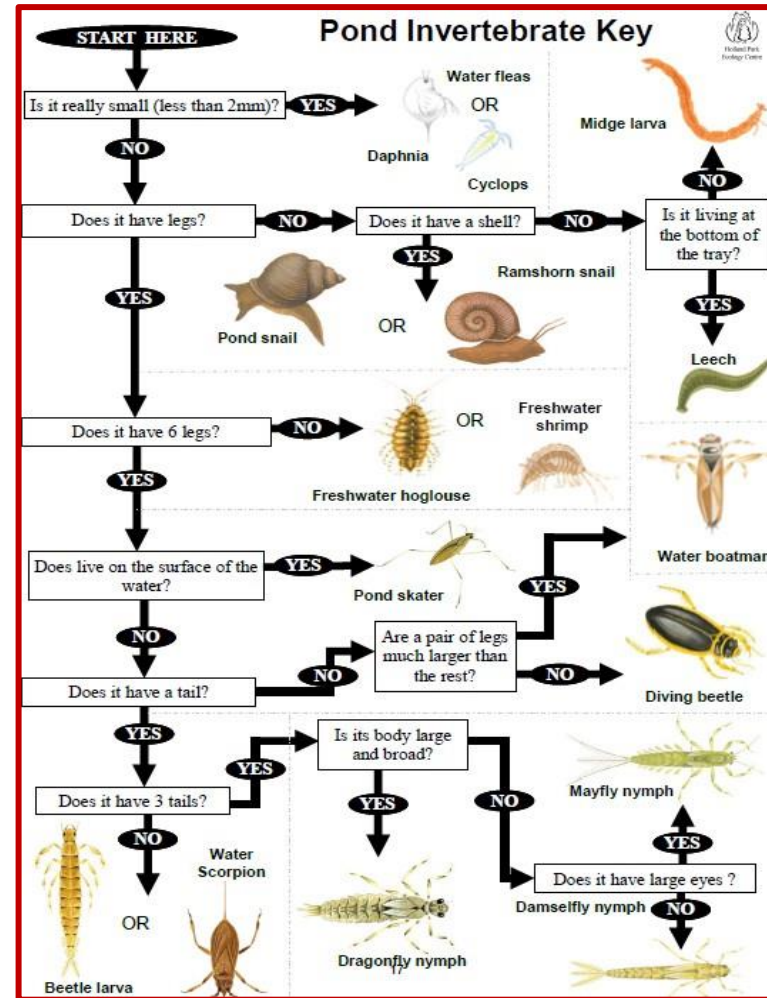 START HERE
Pond Invertebrate Key
Holland Park
Ecology Centre
Is it really small (less than 2mm)?
YES
Water fleas
OR
Daphnia
Cyclops
Midge larva
NO
NO
Does it have legs?
NO
Does it have a shell?
NO
Is it living at
the bottom of
the tray?
YES
YES
YES
Ramshorn snail
OR
Pond snail
Leech
Does it have 6 legs?
NO
OR
Freshwater
shrimp
Freshwater hoglouse
YES
Does live on the surface of the
water?
YES
Pond skater
Water boatman
YES
NO
Are a pair of legs
much larger than
the rest?
NO
NO
Does it have a tail?
Diving beetle
YES
Is its body large
and broad?
YES
Mayfly nymph
Does it have 3 tails?
YES
NO
NO
YES
Water
Scorpion
Does it have large eyes ?
Damselfly nymph
NO
OR
Dragonfly nymph
17
Beetle larva